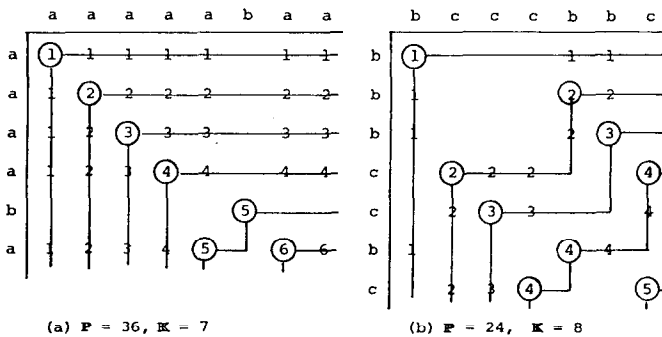 a a a a a b a a
a 1 1 1 1 1 1 1
a 1 2 2 2 2 2 2
a 1 2 3 3 3 3 3
a 1 2 3 4 4 4 4
b 5
a 1 2 3 4 5 6 6
(a) P = 36, K = 7
b c c c b b c
b 1 1 1
b 1 2 2
b 1 2 3
c 2 2 2 4
c 2 3 3 4
b 1 4 4
c 2 3 4 5
(b) P = 24, K = 8